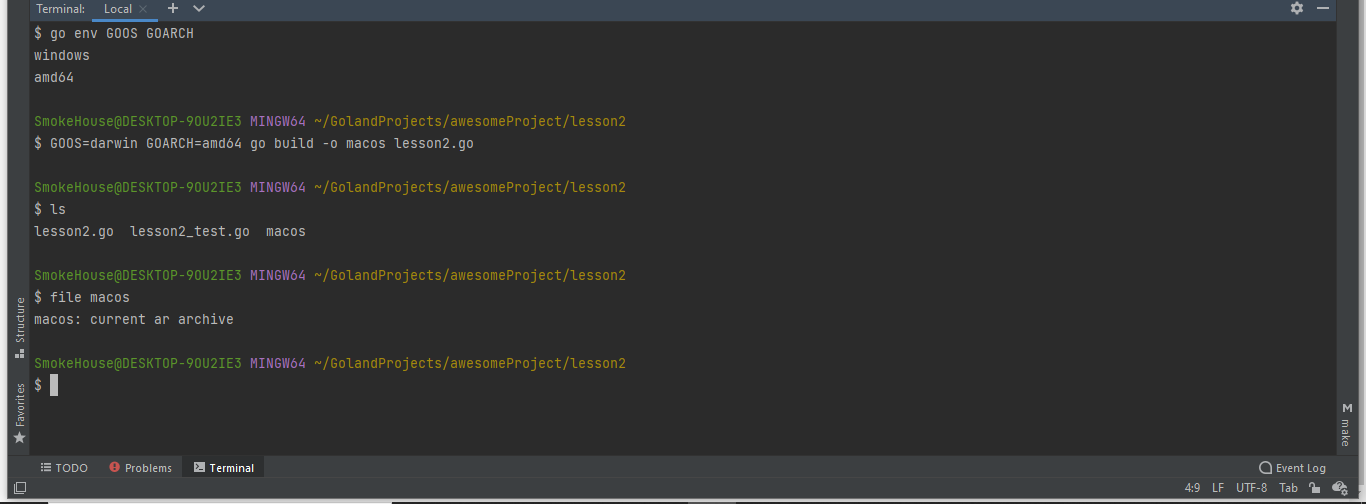 Terminal: Local
$ go env GOOS GOARCH
windows
amd64
SmokeHouse@DESKTOP-9OU2IE3 MINGW64 ~/GolandProjects/awesomeProject/lesson2
$ GOOS=darwin GOARCH=amd64 go build -o macos lesson2.go
SmokeHouse@DESKTOP-9OU2IE3 MINGW64 ~/GolandProjects/awesomeProject/lesson2
$ ls
lesson2.go  lesson2_test.go  macos
SmokeHouse@DESKTOP-9OU2IE3 MINGW64 ~/GolandProjects/awesomeProject/lesson2
$ file macos
macos: current ar archive
SmokeHouse@DESKTOP-9OU2IE3 MINGW64 ~/GolandProjects/awesomeProject/lesson2
$
Structure
Favorites
M make
TODO Problems Terminal Event Log
4:9 LF UTF-8 Tab